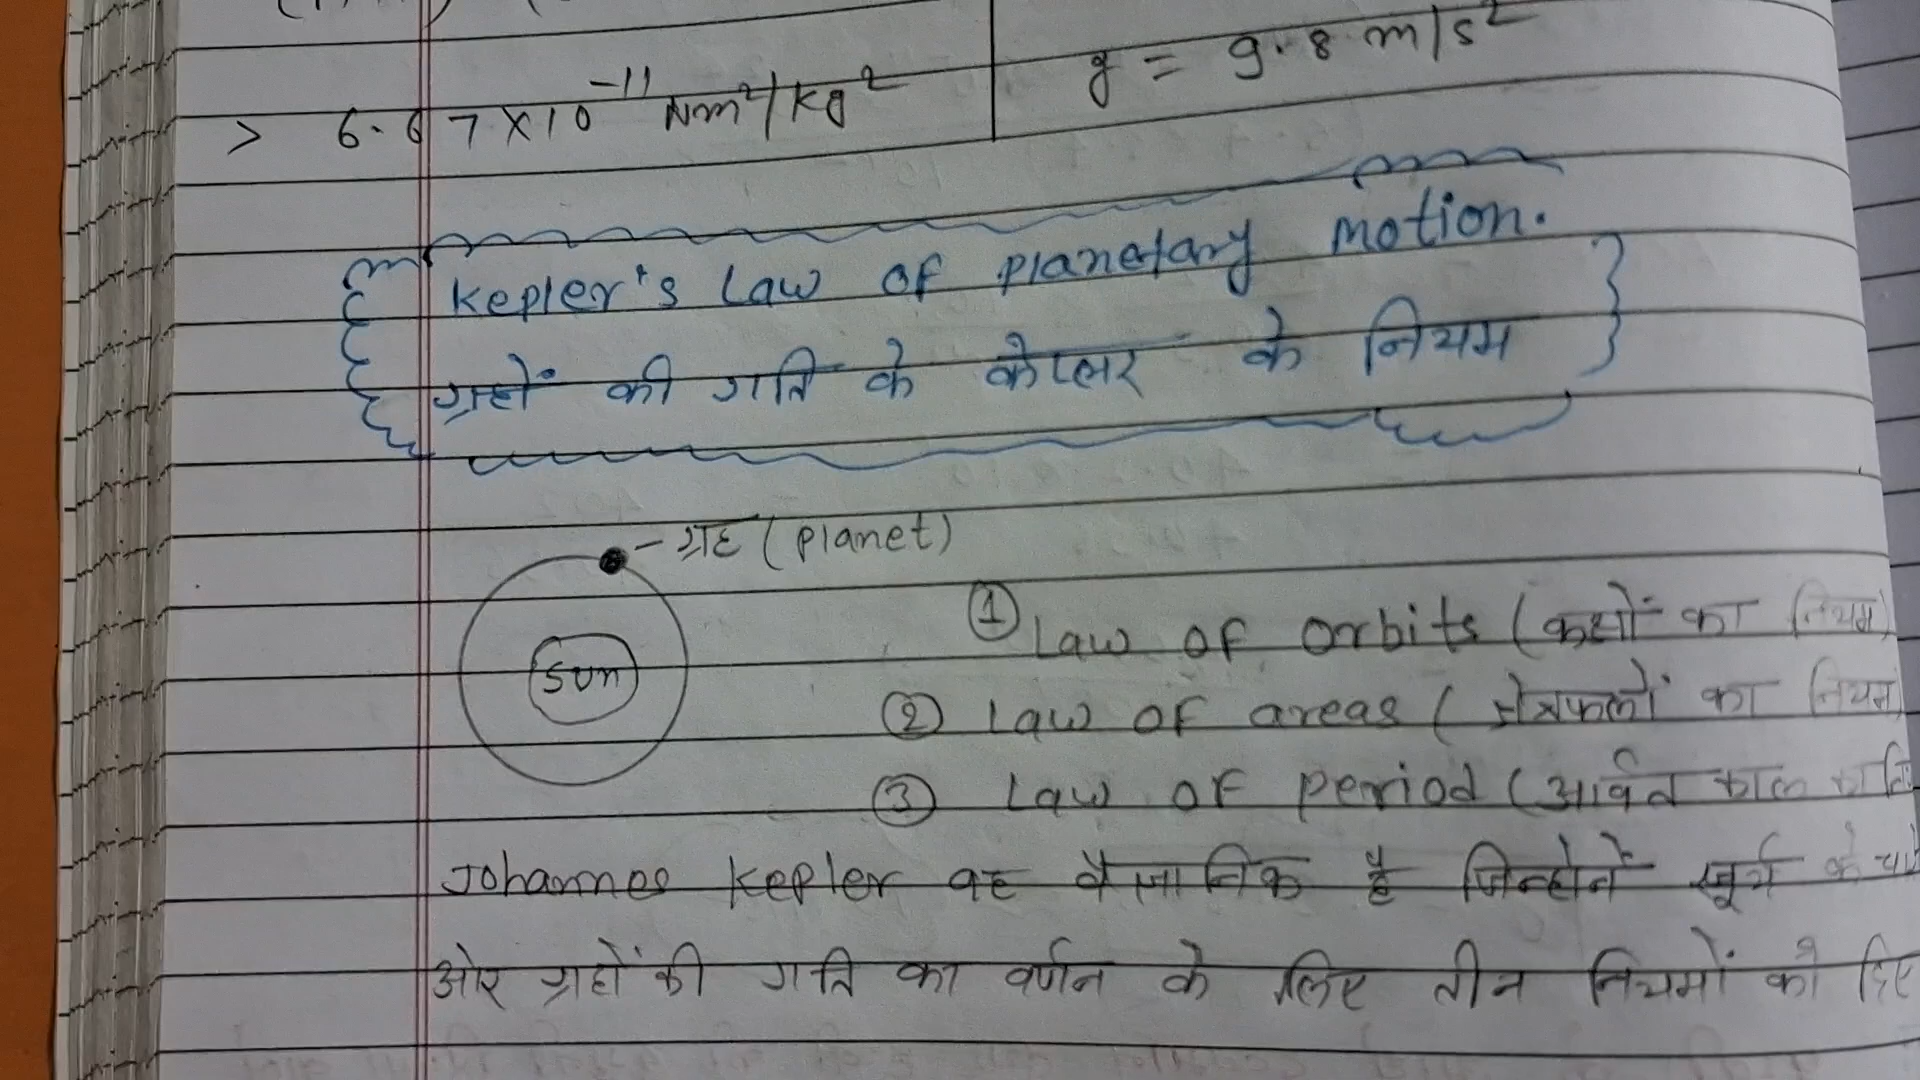 > 6.67×10⁻¹¹ Nm²/kg²
g = 9.8 m/s²
Kepler's Law of planetary motion.
ग्रहों की गति के केप्लर के नियम
ग्रह (planet)
Sun
① Law of orbits (कक्षों का नियम)
② Law of areas (क्षेत्रफलों का नियम)
③ Law of period (आर्वत काल का नि
Johannes Kepler वह वैज्ञानिक है जिन्होने सूर्य के चारो
ओर ग्रहों की गति का वर्णन के लिए तीन नियमों को दिए